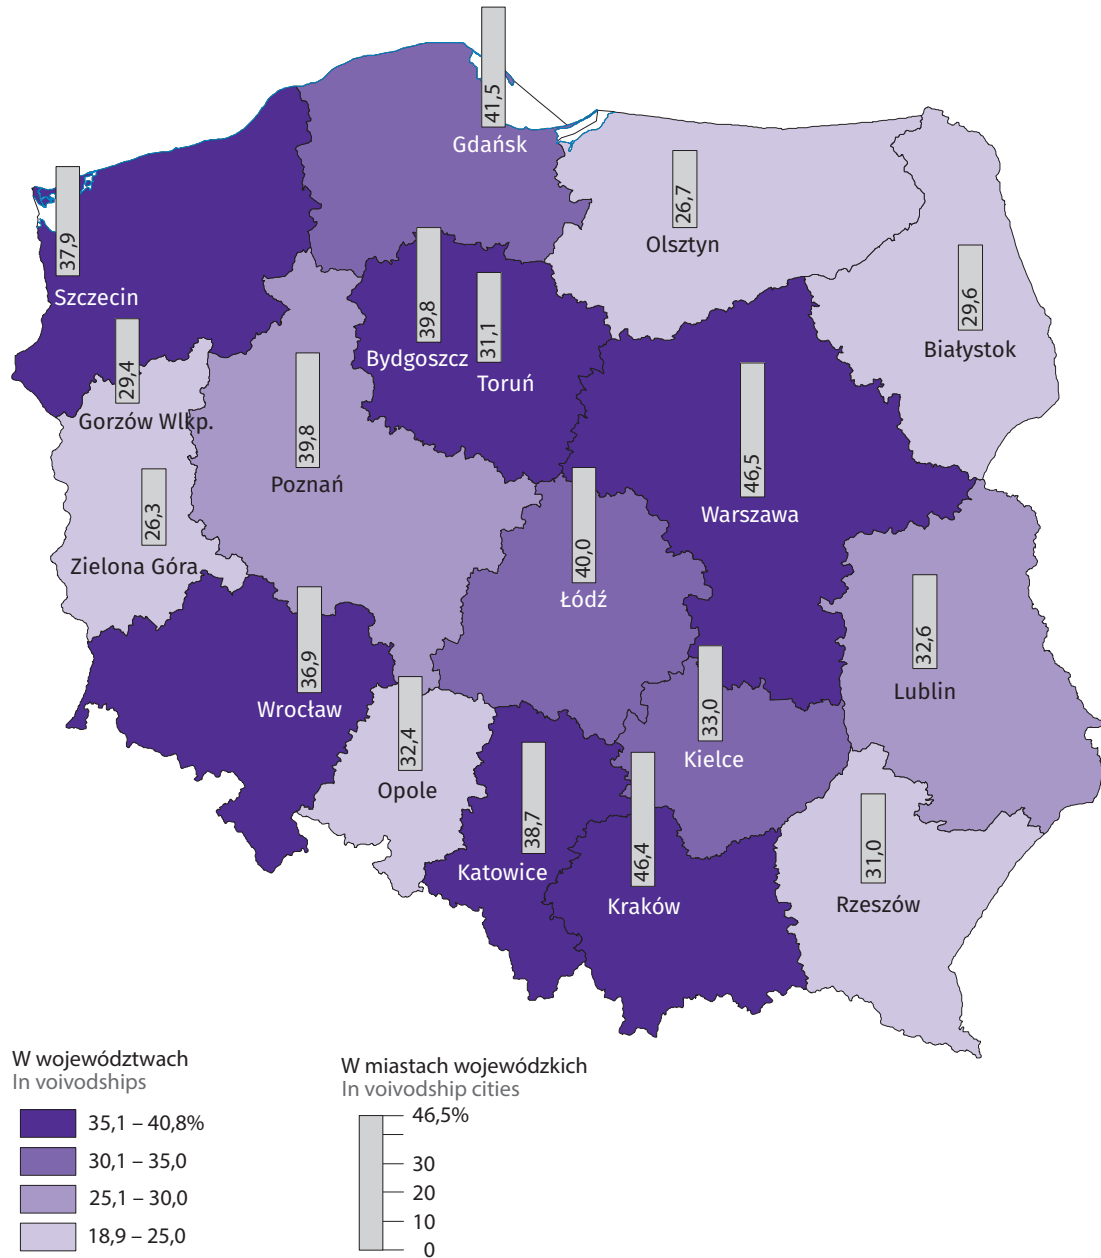 41,5
Gdańsk
26,7
Olsztyn
37,9
Szczecin
29,6
Białystok
39,8
Bydgoszcz
31,1
Toruń
29,4
Gorzów Wlkp.
39,8
Poznań
46,5
Warszawa
26,3
Zielona Góra
40,0
Łódź
32,6
Lublin
36,9
Wrocław
33,0
Kielce
32,4
Opole
38,7
Katowice
46,4
Kraków
31,0
Rzeszów
W województwach
In voivodships
35,1 – 40,8%
30,1 – 35,0
25,1 – 30,0
18,9 – 25,0
W miastach wojewódzkich
In voivodship cities
46,5%
30
20
10
0